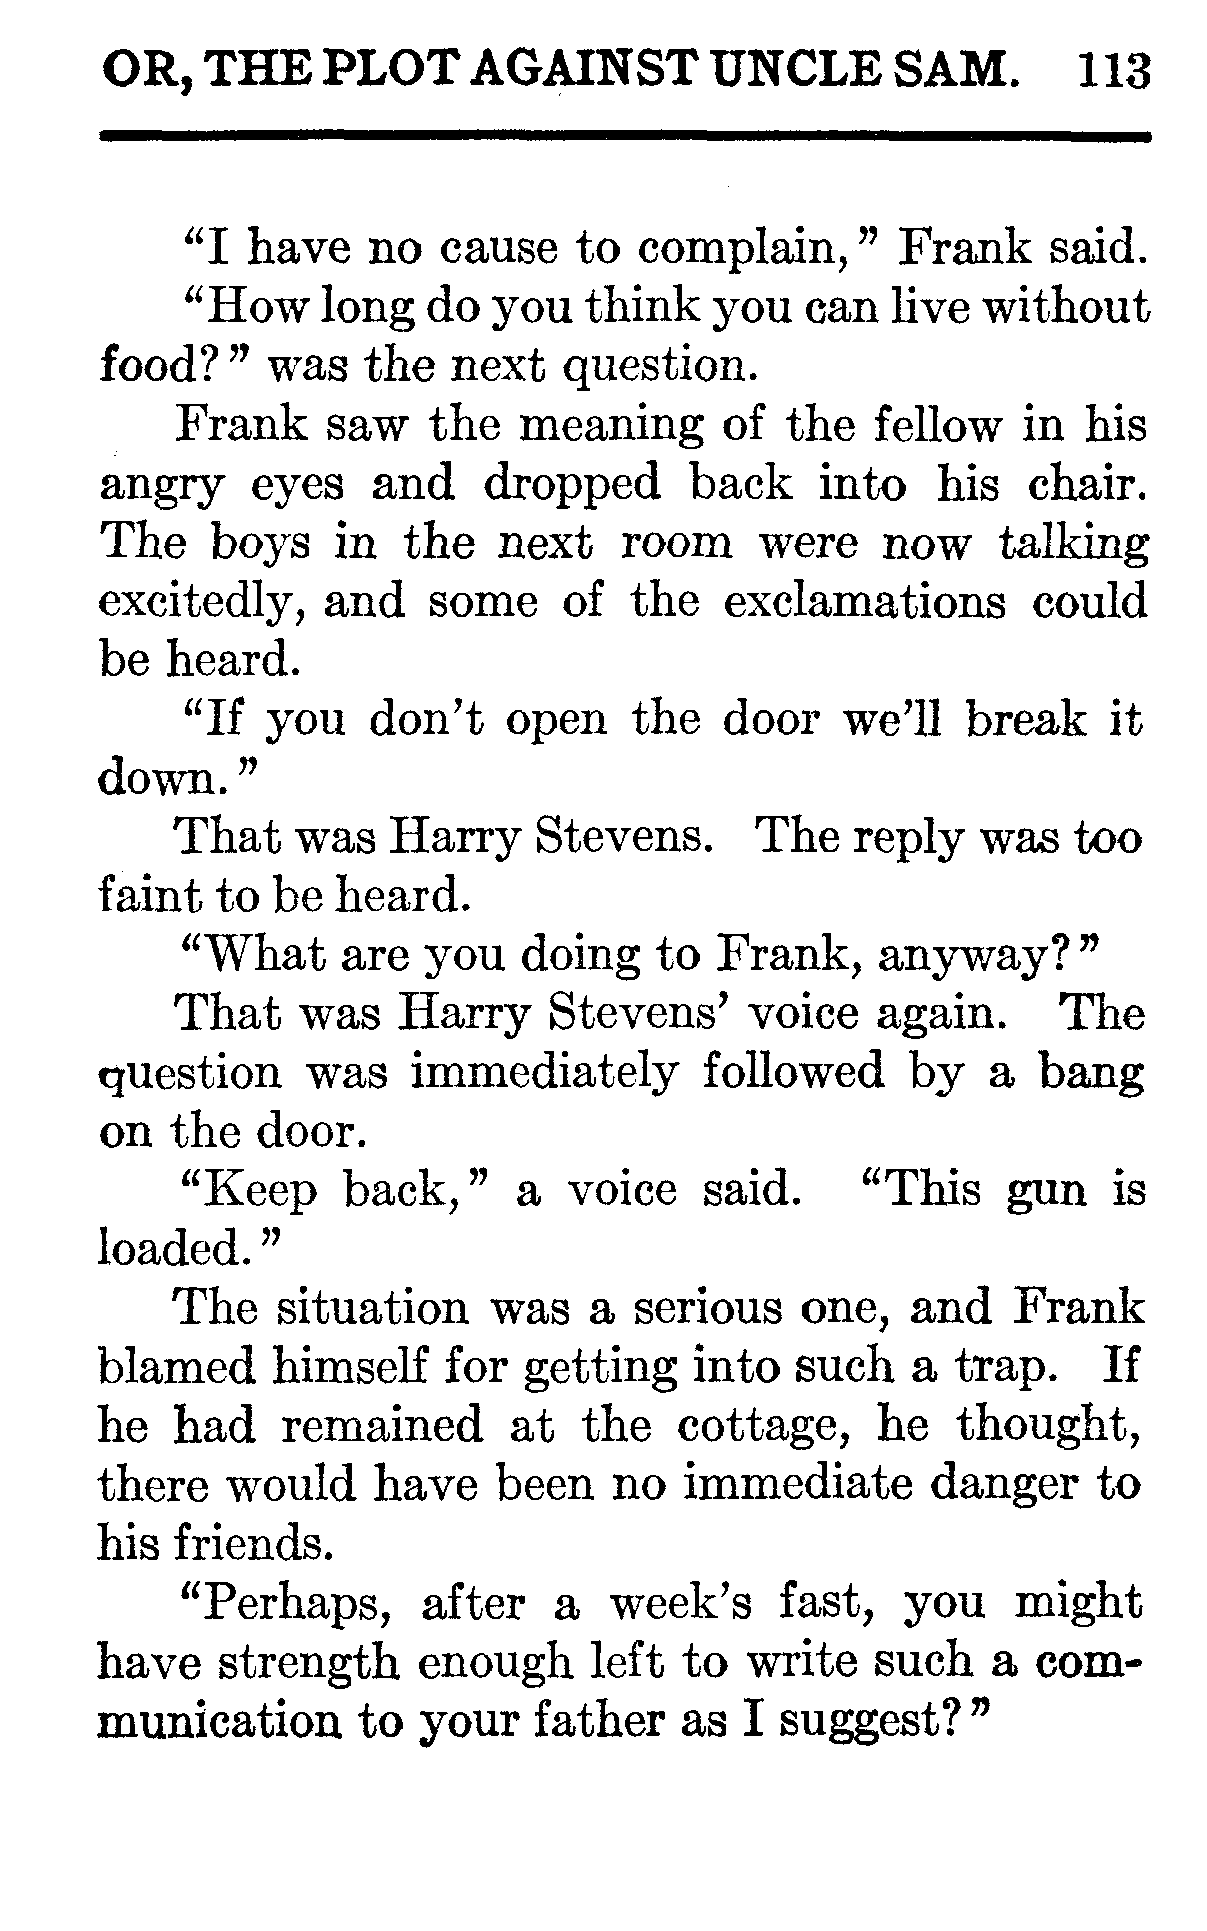 OR, THE PLOT AGAINST UNCLE SAM. 113
“I have no cause to complain,” Frank said.
“How long do you think you can live without
food?” was the next question.
Frank saw the meaning of the fellow in his
angry eyes and dropped back into his chair.
The boys in the next room were now talking
excitedly, and some of the exclamations could
be heard.
“If you don’t open the door we’ll break it
down.”
That was Harry Stevens. The reply was too
faint to be heard.
“What are you doing to Frank, anyway?”
That was Harry Stevens’ voice again. The
question was immediately followed by a bang
on the door.
“Keep back,” a voice said. “This gun is
loaded.”
The situation was a serious one, and Frank
blamed himself for getting into such a trap. If
he had remained at the cottage, he thought,
there would have been no immediate danger to
his friends.
“Perhaps, after a week’s fast, you might
have strength enough left to write such a com-
munication to your father as I suggest?”